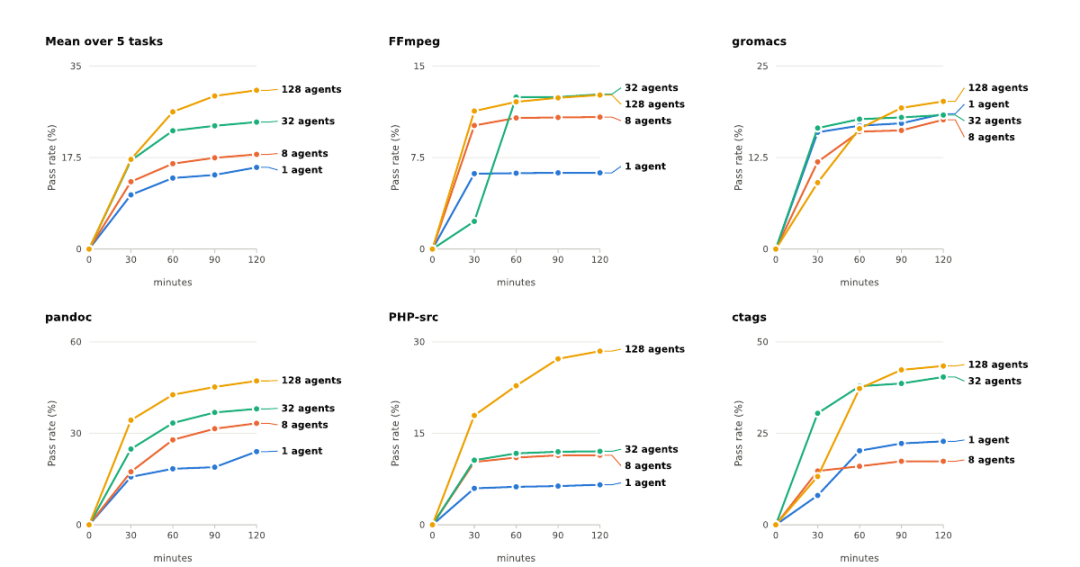 Mean over 5 tasks
35
17.5
0
Pass rate (%)
0 30 60 90 120
minutes
128 agents
32 agents
8 agents
1 agent
FFmpeg
15
7.5
0
Pass rate (%)
0 30 60 90 120
minutes
32 agents
128 agents
8 agents
1 agent
gromacs
25
12.5
0
Pass rate (%)
0 30 60 90 120
minutes
128 agents
1 agent
32 agents
8 agents
pandoc
60
30
0
Pass rate (%)
0 30 60 90 120
minutes
128 agents
32 agents
8 agents
1 agent
PHP-src
30
15
0
Pass rate (%)
0 30 60 90 120
minutes
128 agents
32 agents
8 agents
1 agent
ctags
50
25
0
Pass rate (%)
0 30 60 90 120
minutes
128 agents
32 agents
1 agent
8 agents